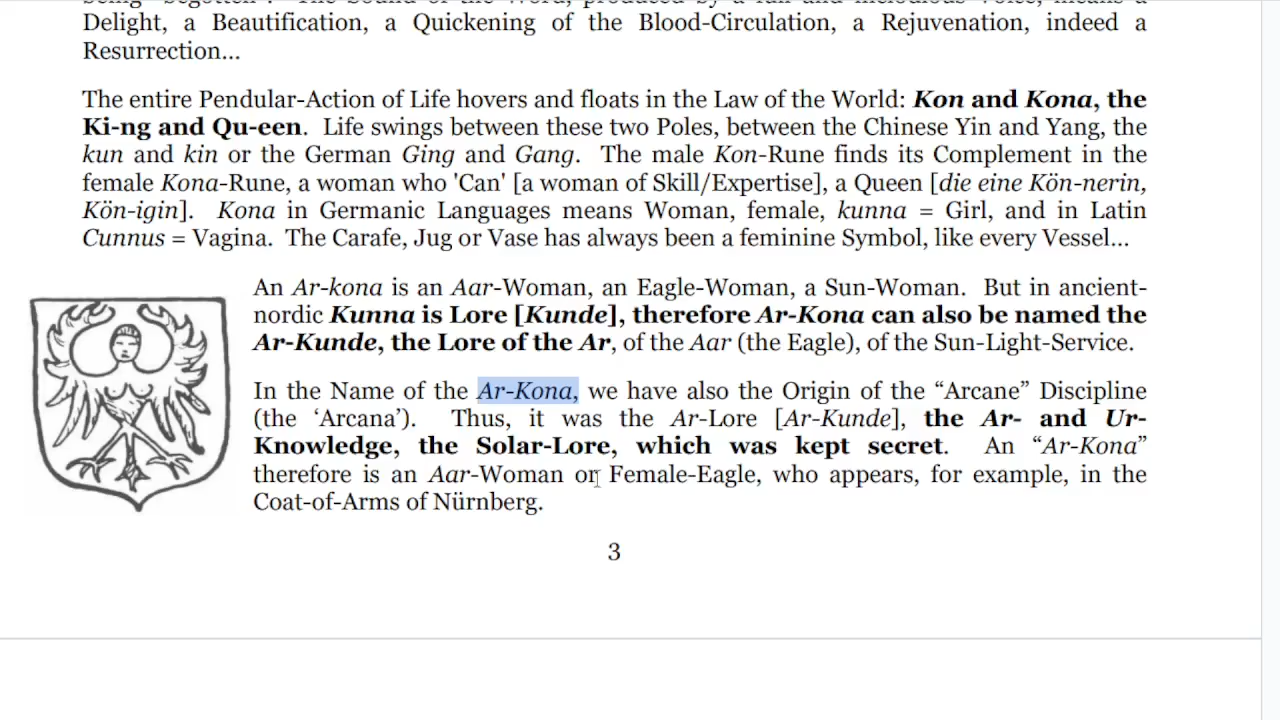 Delight, a Beautification, a Quickening of the Blood-Circulation, a Rejuvenation, indeed a
Resurrection...
The entire Pendular-Action of Life hovers and floats in the Law of the World: Kon and Kona, the
Ki-ng and Qu-een. Life swings between these two Poles, between the Chinese Yin and Yang, the
kun and kin or the German Ging and Gang. The male Kon-Rune finds its Complement in the
female Kona-Rune, a woman who 'Can' [a woman of Skill/Expertise], a Queen [die eine Kön-nerin,
Kön-igin]. Kona in Germanic Languages means Woman, female, kunna = Girl, and in Latin
Cunnus = Vagina. The Carafe, Jug or Vase has always been a feminine Symbol, like every Vessel...
An Ar-kona is an Aar-Woman, an Eagle-Woman, a Sun-Woman. But in ancient-
nordic Kunna is Lore [Kunde], therefore Ar-Kona can also be named the
Ar-Kunde, the Lore of the Ar, of the Aar (the Eagle), of the Sun-Light-Service.
In the Name of the Ar-Kona, we have also the Origin of the “Arcane” Discipline
(the ‘Arcana’). Thus, it was the Ar-Lore [Ar-Kunde], the Ar- and Ur-
Knowledge, the Solar-Lore, which was kept secret. An “Ar-Kona”
therefore is an Aar-Woman or Female-Eagle, who appears, for example, in the
Coat-of-Arms of Nürnberg.
3